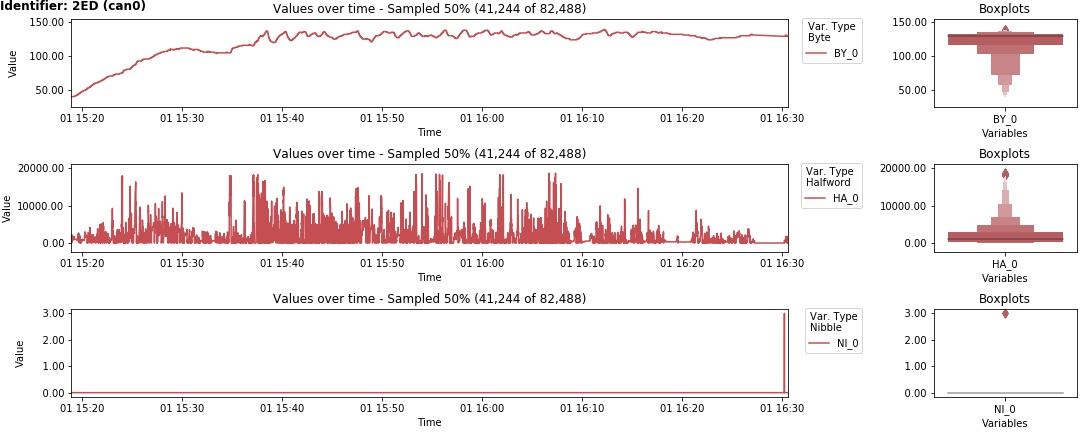 Identifier: 2ED (can0)
Values over time - Sampled 50% (41,244 of 82,488)
Boxplots
Value
150.00
100.00
50.00
01 15:20 01 15:30 01 15:40 01 15:50 01 16:00 01 16:10 01 16:20 01 16:30
Time
Var. Type
Byte
BY_0
150.00
100.00
50.00
BY_0
Variables
Values over time - Sampled 50% (41,244 of 82,488)
Boxplots
Value
20000.00
10000.00
0.00
01 15:20 01 15:30 01 15:40 01 15:50 01 16:00 01 16:10 01 16:20 01 16:30
Time
Var. Type
Halfword
HA_0
20000.00
10000.00
0.00
HA_0
Variables
Values over time - Sampled 50% (41,244 of 82,488)
Boxplots
Value
3.00
2.00
1.00
0.00
01 15:20 01 15:30 01 15:40 01 15:50 01 16:00 01 16:10 01 16:20 01 16:30
Time
Var. Type
Nibble
NI_0
3.00
2.00
1.00
0.00
NI_0
Variables